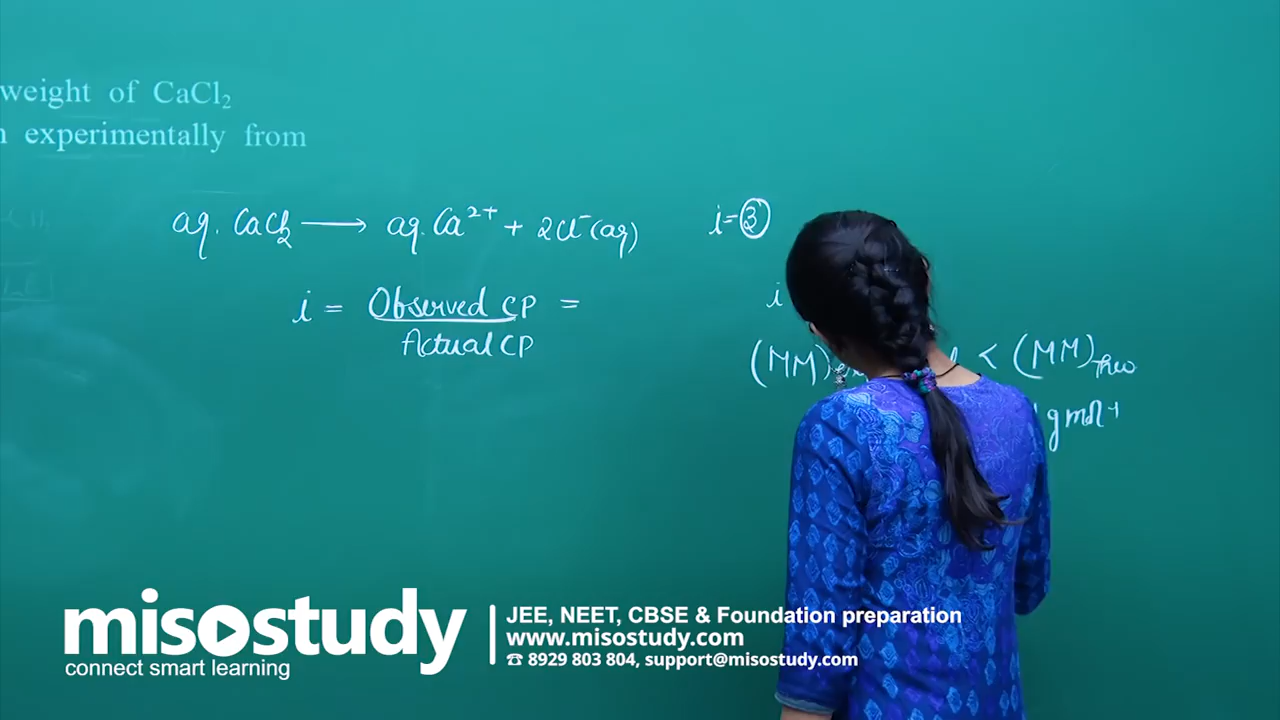 weight of CaCl₂
n experimentally from
aq. CaCl₂ ⟶ aq. Ca²⁺ + 2Cl⁻(aq) i=③
i = Observed CP / Actual CP =
i
(MM) < (MM)theo
g mol⁻¹
misostudy
connect smart learning
JEE, NEET, CBSE & Foundation preparation
www.misostudy.com
☎ 8929 803 804, support@misostudy.com